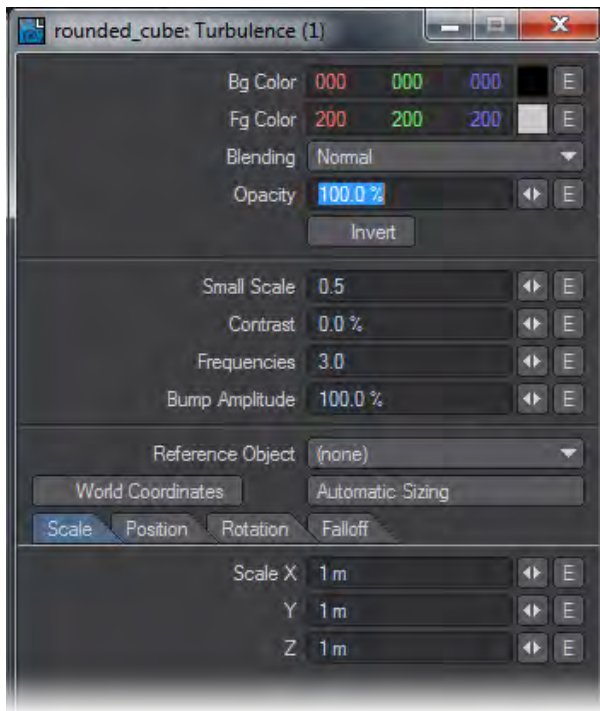 rounded_cube: Turbulence (1)
Bg Color 000 000 000 E
Fg Color 200 200 200 E
Blending Normal
Opacity 100.0 % E
Invert
Small Scale 0.5 E
Contrast 0.0 % E
Frequencies 3.0 E
Bump Amplitude 100.0 % E
Reference Object (none)
World Coordinates Automatic Sizing
Scale Position Rotation Falloff
Scale X 1 m E
Y 1 m E
Z 1 m E